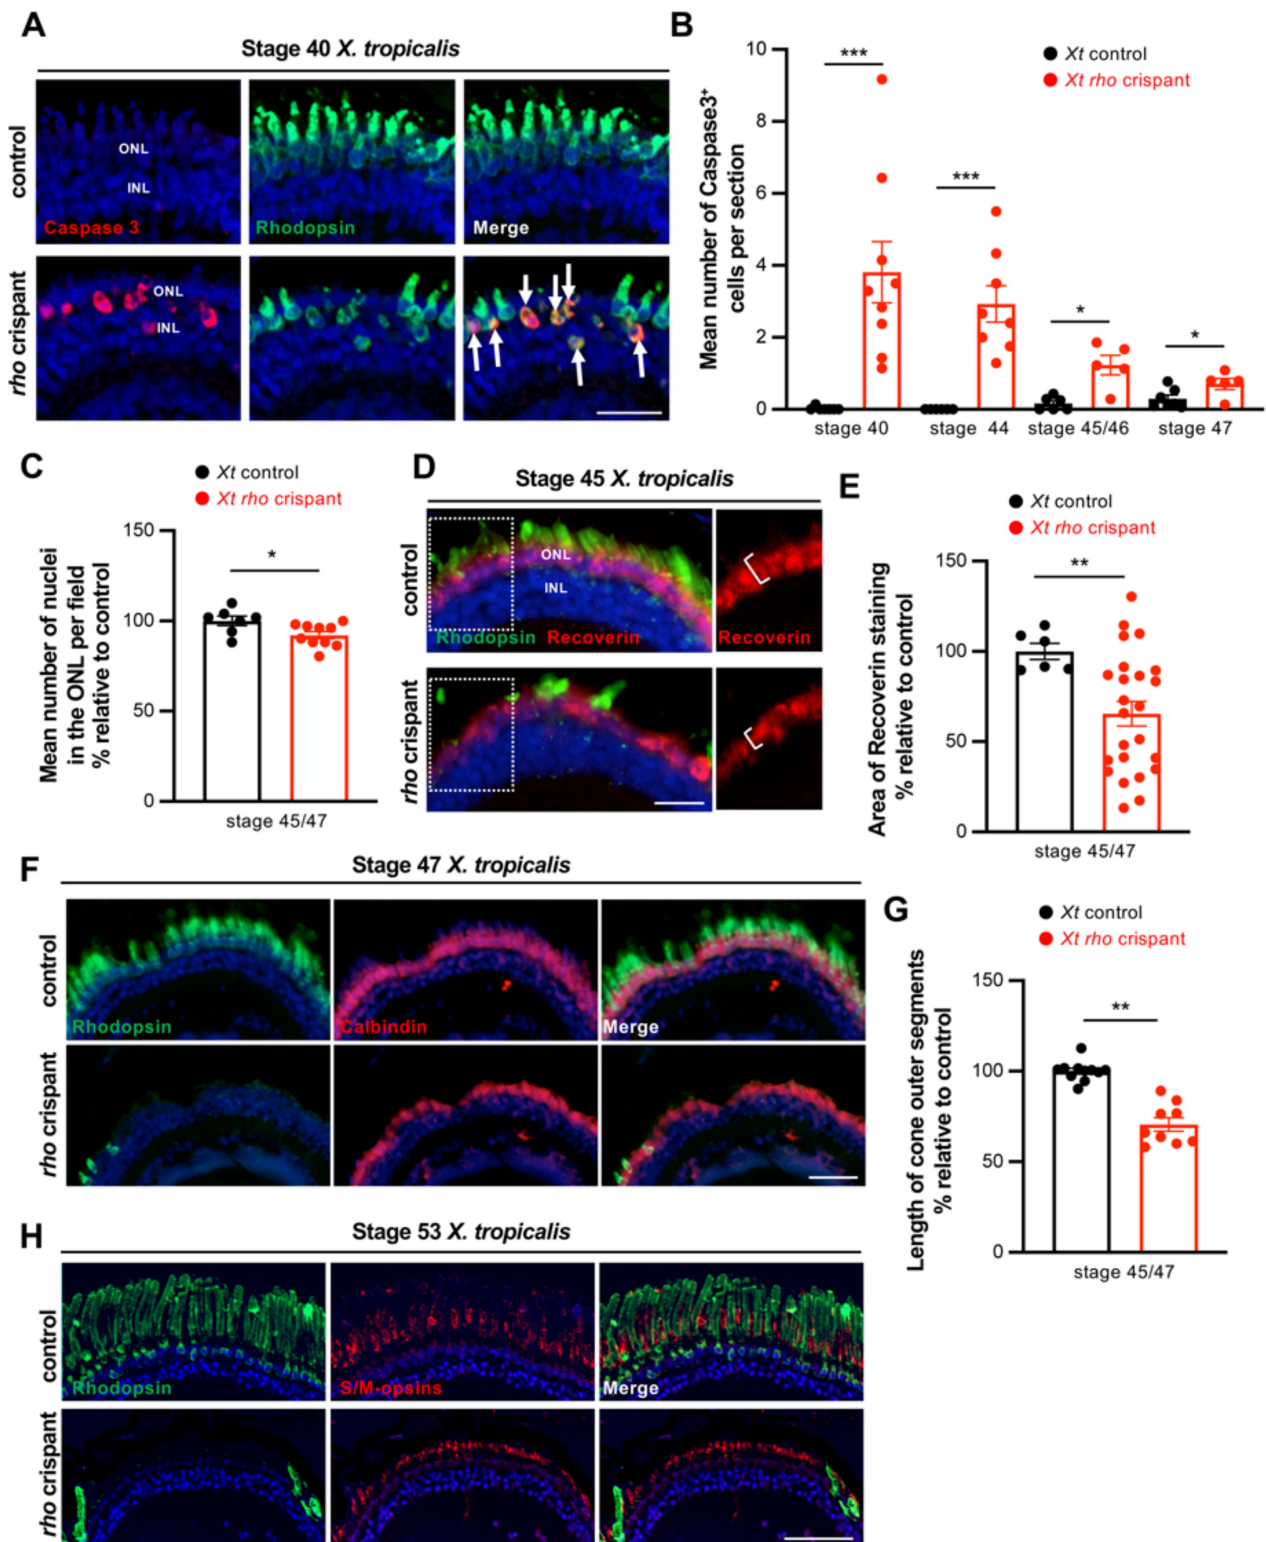 A
Stage 40 X. tropicalis
control
ONL
INL
Caspase 3
Rhodopsin
Merge
rho crispant
ONL
INL
B
Xt control
Xt rho crispant
Mean number of Caspase3+
cells per section
10
8
6
4
2
0
***
***
*
*
stage 40
stage 44
stage 45/46
stage 47
C
Xt control
Xt rho crispant
Mean number of nuclei
in the ONL per field
% relative to control
150
100
50
0
*
stage 45/47
D
Stage 45 X. tropicalis
control
ONL
INL
Rhodopsin Recoverin
Recoverin
rho crispant
E
Xt control
Xt rho crispant
Area of Recoverin staining
% relative to control
150
100
50
0
**
stage 45/47
F
Stage 47 X. tropicalis
control
Rhodopsin
Calbindin
Merge
rho crispant
G
Xt control
Xt rho crispant
Length of cone outer segments
% relative to control
150
100
50
0
**
stage 45/47
H
Stage 53 X. tropicalis
control
Rhodopsin
S/M-opsins
Merge
rho crispant